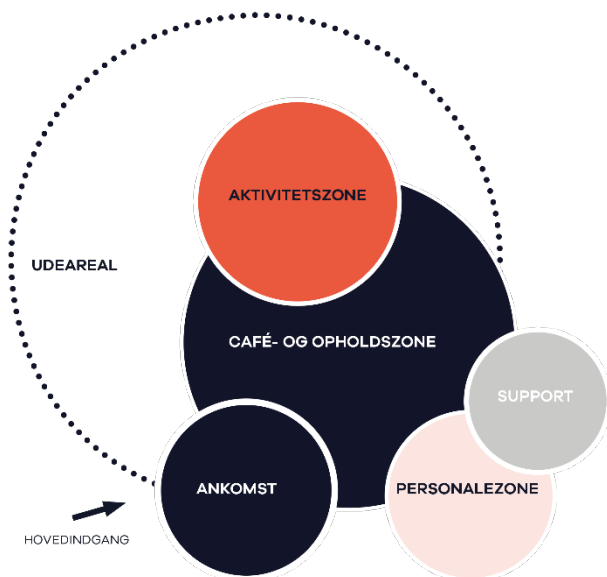 AKTIVITETSZONE
UDEAREAL
CAFÉ- OG OPHOLDSZONE
SUPPORT
ANKOMST
PERSONALEZONE
HOVEDINDGANG